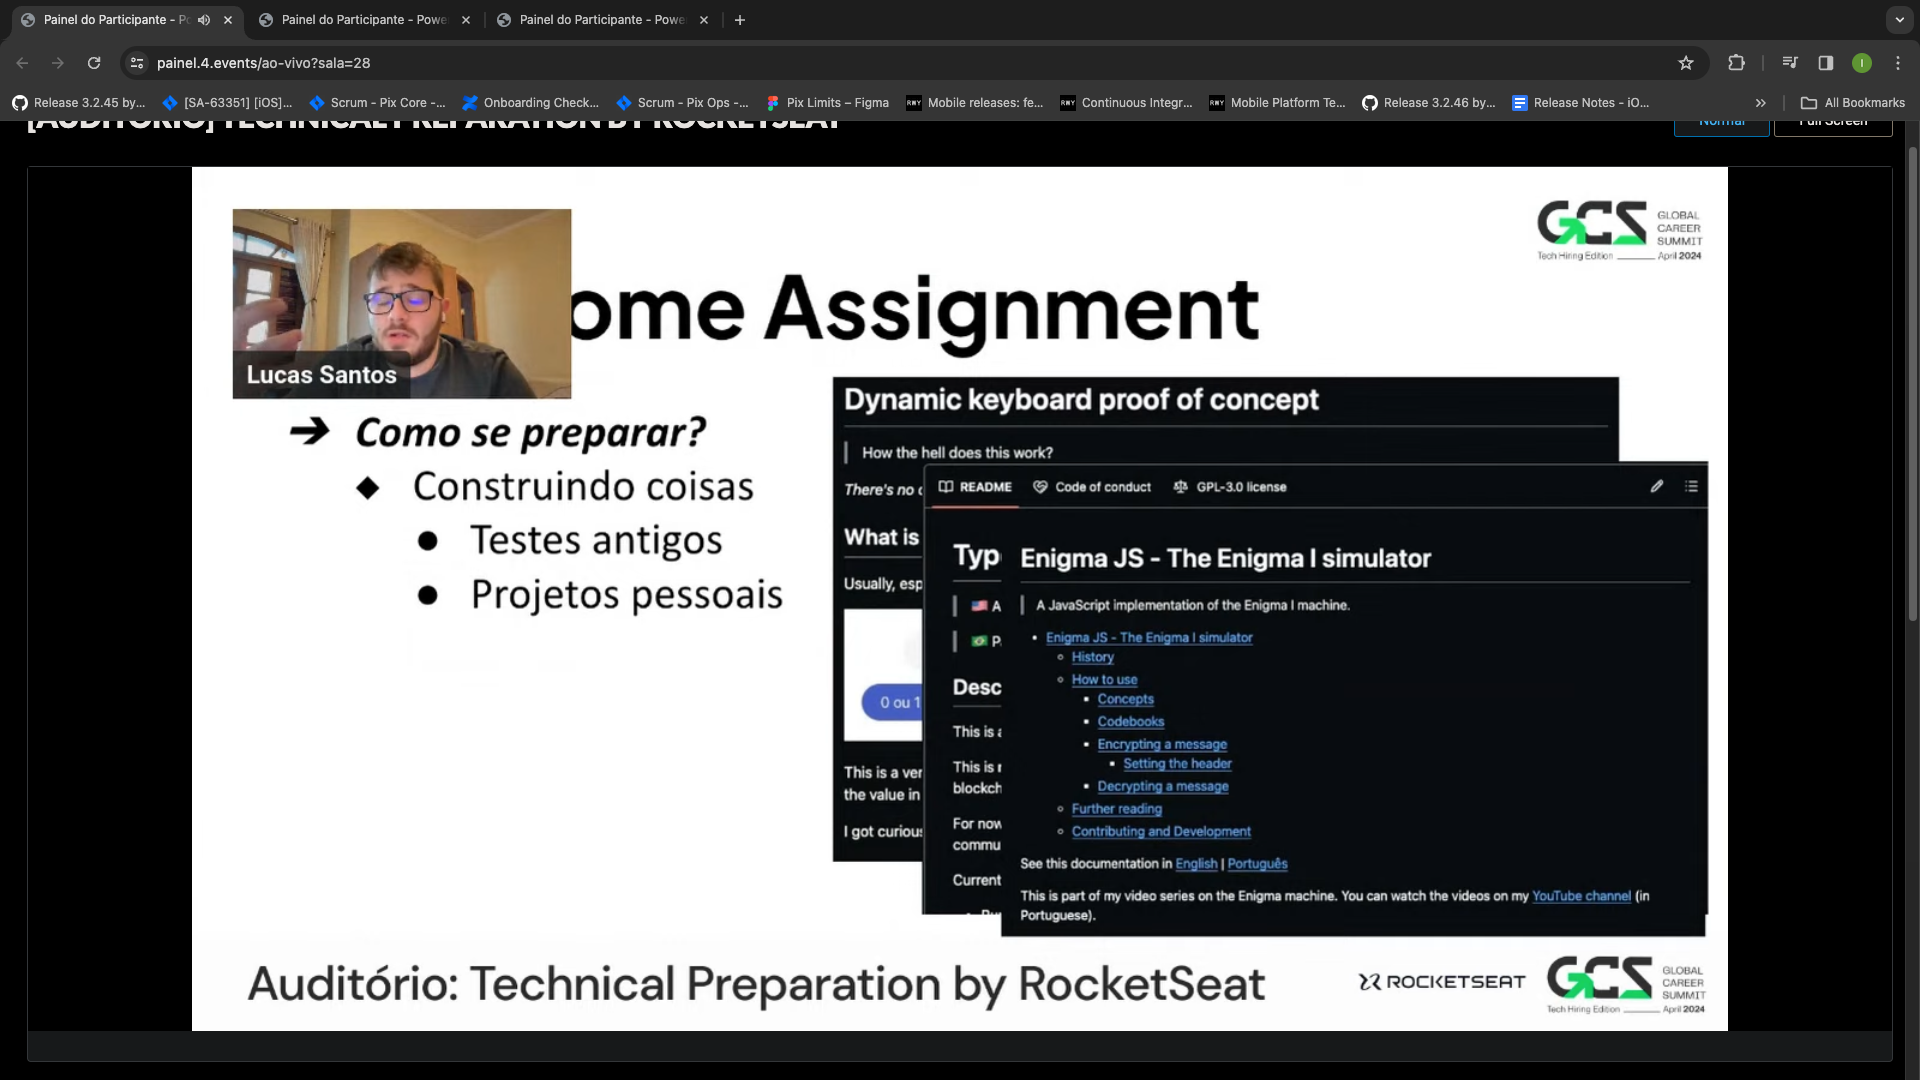 Painel do Participante - Po
Painel do Participante - Powe
Painel do Participante - Powe
painel.4.events/ao-vivo?sala=28
Release 3.2.45 by...
[SA-63351] [iOS]...
Scrum - Pix Core -...
Onboarding Check...
Scrum - Pix Ops -...
Pix Limits – Figma
Mobile releases: fe...
Continuous Integr...
Mobile Platform Te...
Release 3.2.46 by...
Release Notes - iO...
All Bookmarks
[AUDITÓRIO] TECHNICAL PREPARATION BY ROCKETSEAT
Normal
Full Screen
GCS
GLOBAL
CAREER
SUMMIT
Tech Hiring Edition
April 2024
ome Assignment
Lucas Santos
Como se preparar?
Construindo coisas
Testes antigos
Projetos pessoais
Dynamic keyboard proof of concept
How the hell does this work?
There's no
What is
Usually, esp
0 ou 1
This is a ver
the value in
I got curious
README
Code of conduct
GPL-3.0 license
Typ
A
P
Desc
This is a
This is
blockch
For now
commu
Current
Enigma JS - The Enigma I simulator
A JavaScript implementation of the Enigma I machine.
Enigma JS - The Enigma I simulator
History
How to use
Concepts
Codebooks
Encrypting a message
Setting the header
Decrypting a message
Further reading
Contributing and Development
See this documentation in English | Português
This is part of my video series on the Enigma machine. You can watch the videos on my YouTube channel (in
Portuguese).
Auditório: Technical Preparation by RocketSeat
ROCKETSEAT
GCS
GLOBAL
CAREER
SUMMIT
Tech Hiring Edition
April 2024